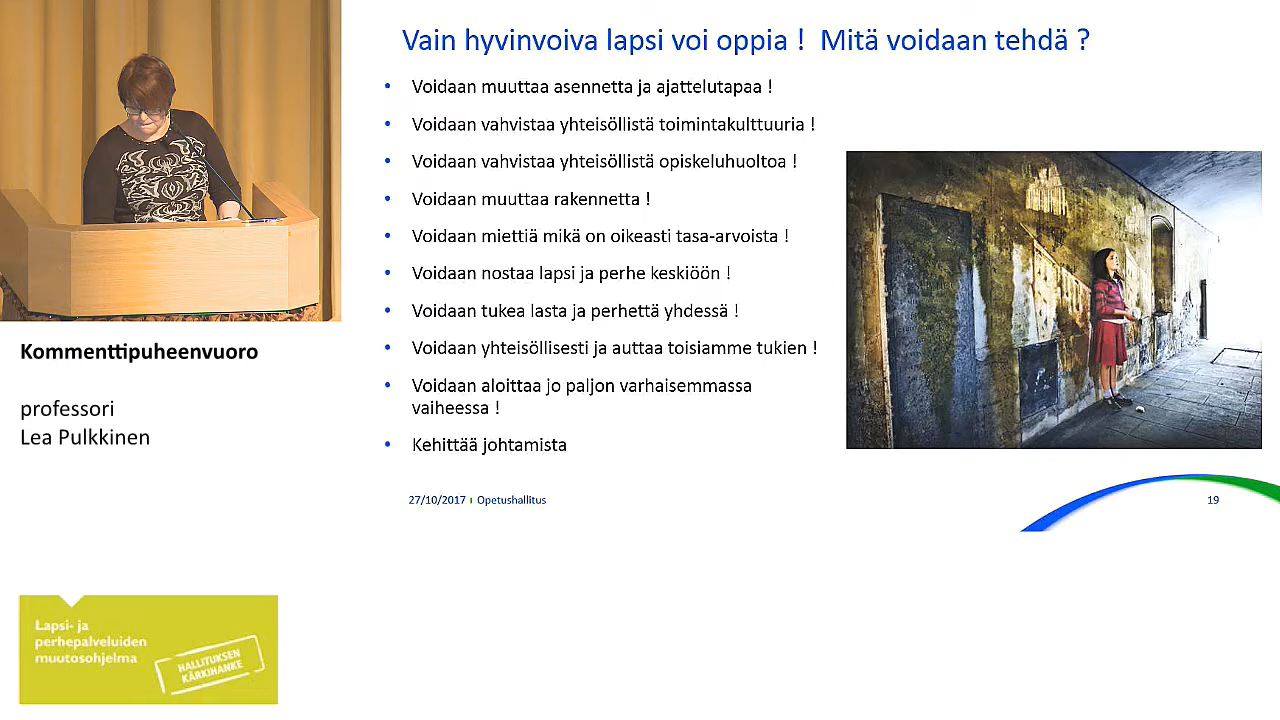 Vain hyvinvoiva lapsi voi oppia !  Mitä voidaan tehdä ?
• Voidaan muuttaa asennetta ja ajattelutapaa !
• Voidaan vahvistaa yhteisöllistä toimintakulttuuria !
• Voidaan vahvistaa yhteisöllistä opiskeluhuoltoa !
• Voidaan muuttaa rakennetta !
• Voidaan miettiä mikä on oikeasti tasa-arvoista !
• Voidaan nostaa lapsi ja perhe keskiöön !
• Voidaan tukea lasta ja perhettä yhdessä !
• Voidaan yhteisöllisesti ja auttaa toisiamme tukien !
• Voidaan aloittaa jo paljon varhaisemmassa
vaiheessa !
• Kehittää johtamista
27/10/2017 Opetushallitus
19
Kommenttipuheenvuoro
professori
Lea Pulkkinen
Lapsi- ja
perhepalveluiden
muutosohjelma
HALLITUKSEN
KÄRKIHANKE